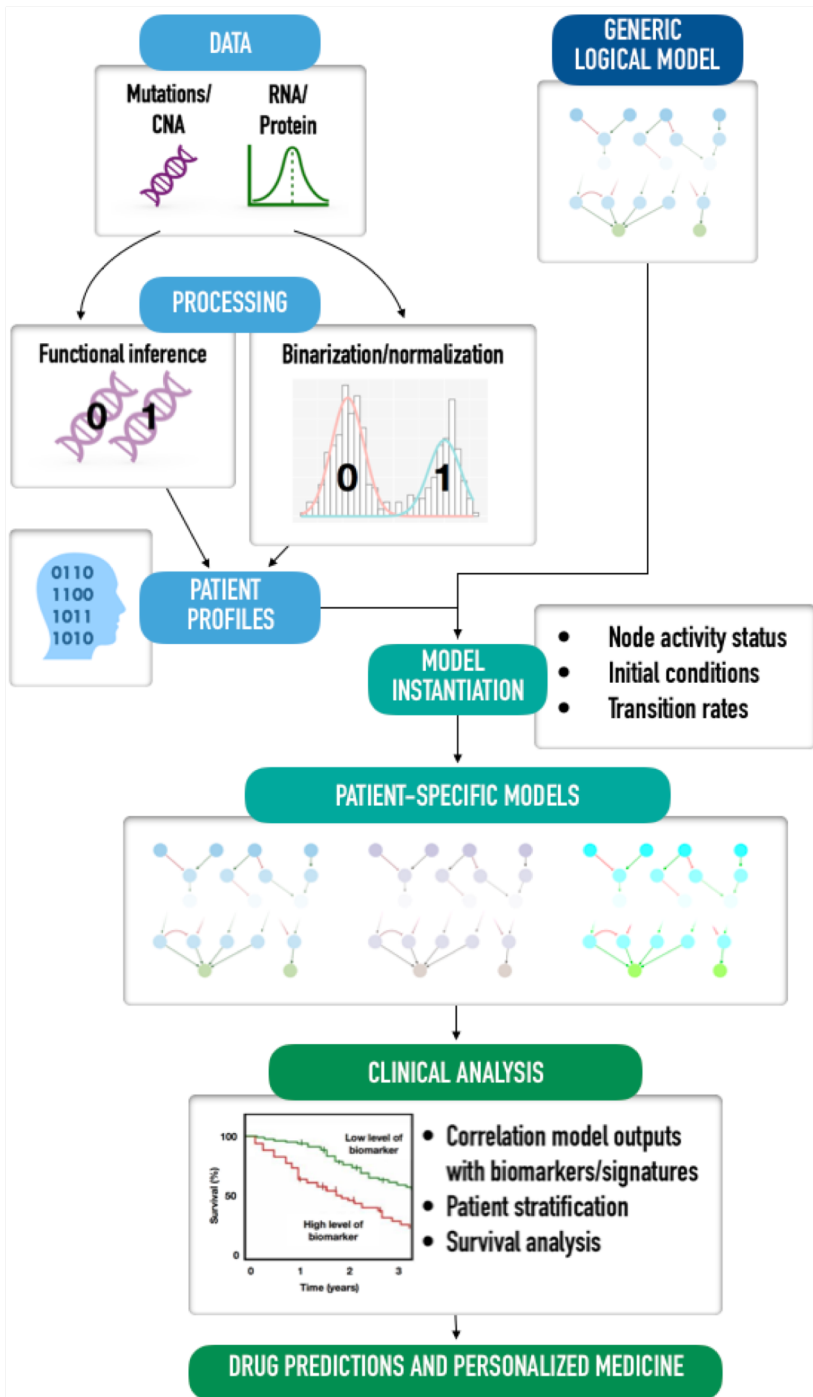 DATA
Mutations/
CNA
RNA/
Protein
GENERIC
LOGICAL MODEL
PROCESSING
Functional inference
0 1
Binarization/normalization
0 1
0110
1100
1011
1010
PATIENT
PROFILES
MODEL
INSTANTIATION
● Node activity status
● Initial conditions
● Transition rates
PATIENT-SPECIFIC MODELS
CLINICAL ANALYSIS
Survival (%)
100
50
0
Low level of
biomarker
High level of
biomarker
0 1 2 3
Time (years)
● Correlation model outputs
with biomarkers/signatures
● Patient stratification
● Survival analysis
DRUG PREDICTIONS AND PERSONALIZED MEDICINE